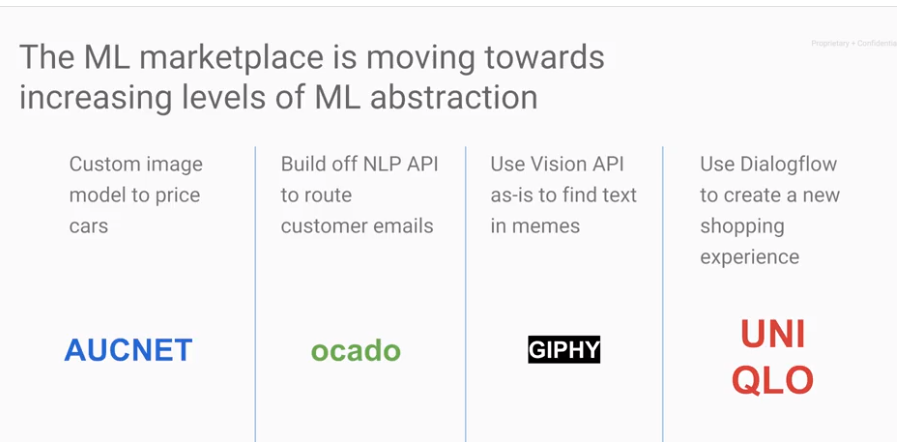 Proprietary + Confidential
The ML marketplace is moving towards
increasing levels of ML abstraction
Custom image
model to price
cars
AUCNET
Build off NLP API
to route
customer emails
ocado
Use Vision API
as-is to find text
in memes
GIPHY
Use Dialogflow
to create a new
shopping
experience
UNI
QLO